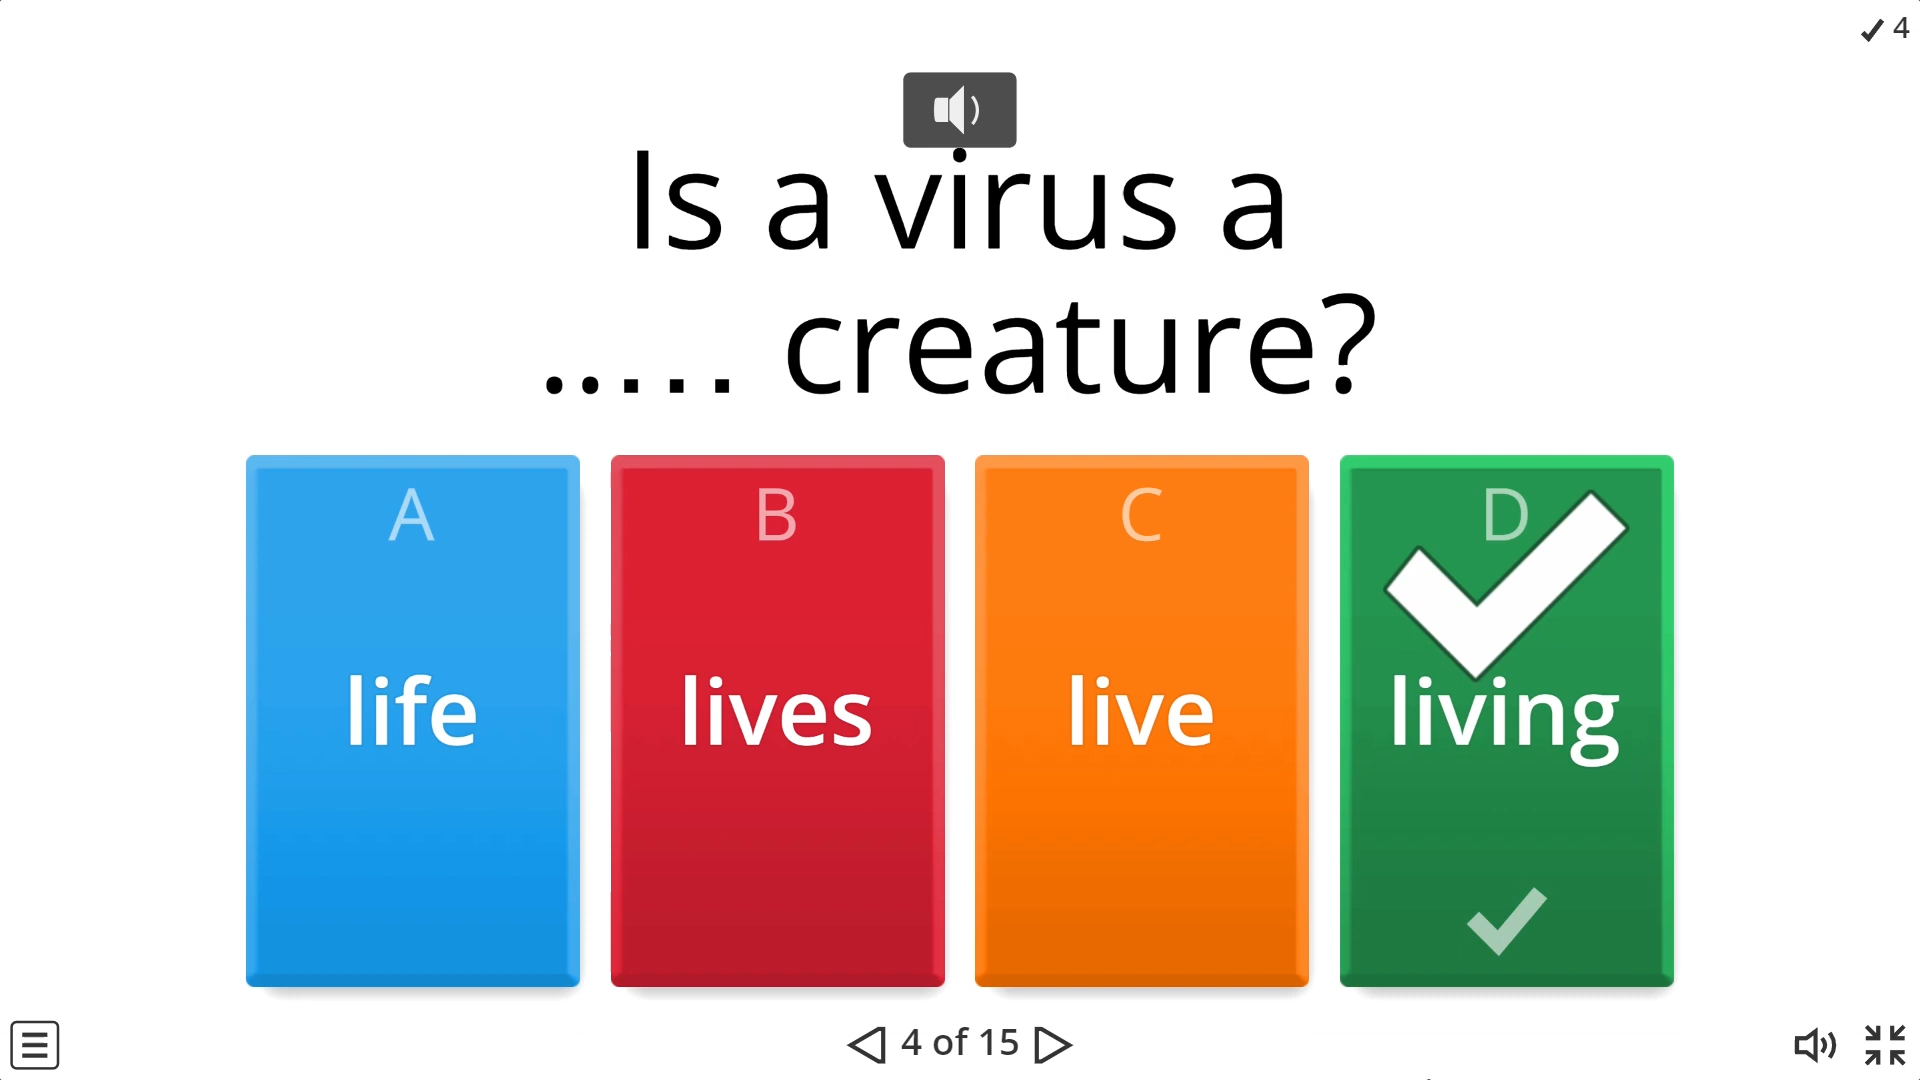 4
Is a virus a
..... creature?
A
B
C
D
life
lives
live
living
4 of 15